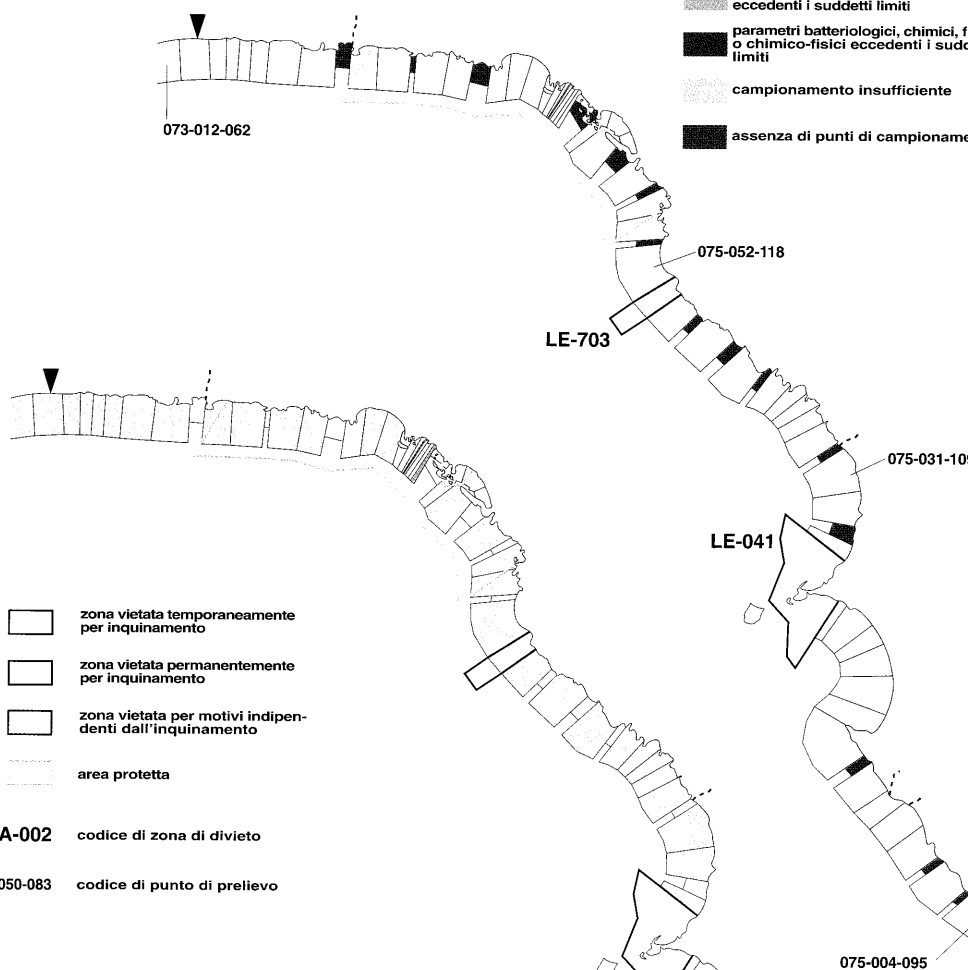 eccedenti i suddetti limiti
parametri batteriologici, chimici, f
o chimico-fisici eccedenti i sudd
limiti
campionamento insufficiente
assenza di punti di campioname
073-012-062
075-052-118
LE-703
075-031-109
LE-041
zona vietata temporaneamente
per inquinamento
zona vietata permanentemente
per inquinamento
zona vietata per motivi indipen-
denti dall'inquinamento
area protetta
A-002 codice di zona di divieto
050-083 codice di punto di prelievo
075-004-095